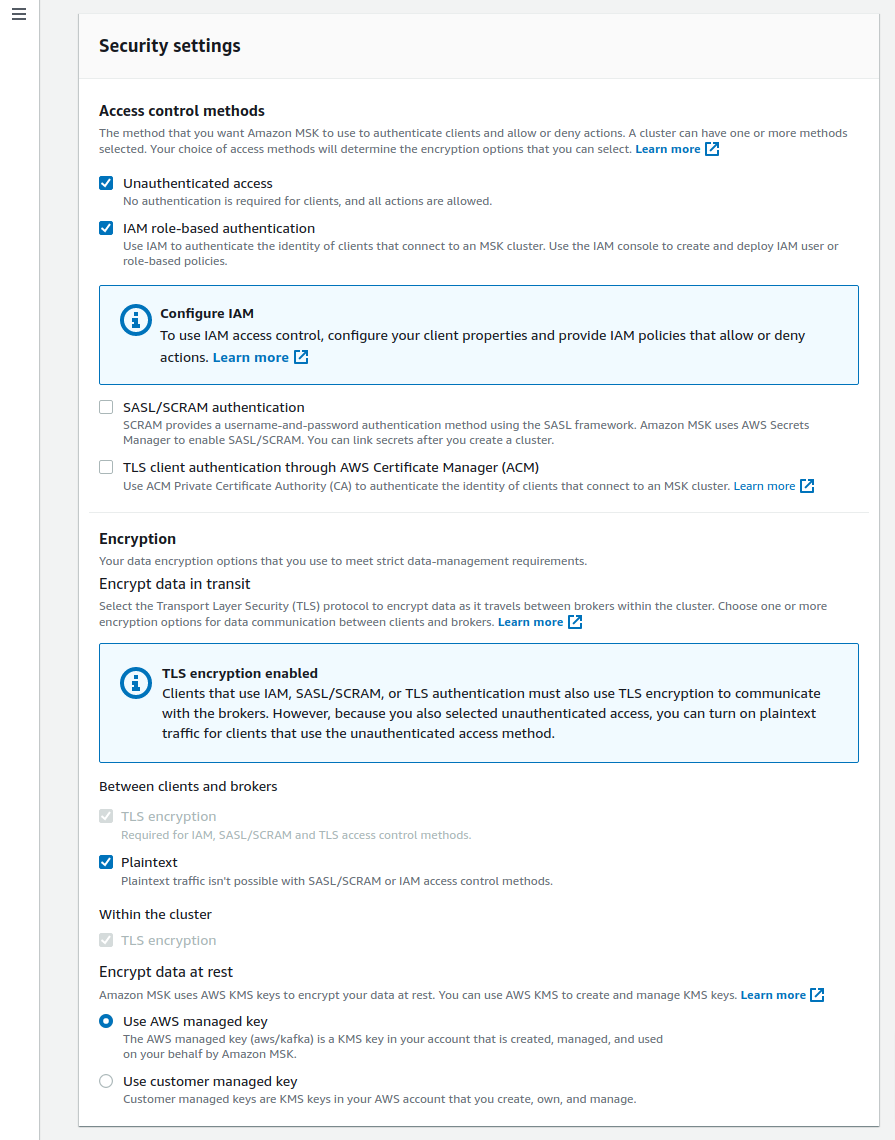 Security settings
Access control methods
The method that you want Amazon MSK to use to authenticate clients and allow or deny actions. A cluster can have one or more methods
selected. Your choice of access methods will determine the encryption options that you can select. Learn more
Unauthenticated access
No authentication is required for clients, and all actions are allowed.
IAM role-based authentication
Use IAM to authenticate the identity of clients that connect to an MSK cluster. Use the IAM console to create and deploy IAM user or
role-based policies.
Configure IAM
To use IAM access control, configure your client properties and provide IAM policies that allow or deny
actions. Learn more
SASL/SCRAM authentication
SCRAM provides a username-and-password authentication method using the SASL framework. Amazon MSK uses AWS Secrets
Manager to enable SASL/SCRAM. You can link secrets after you create a cluster.
TLS client authentication through AWS Certificate Manager (ACM)
Use ACM Private Certificate Authority (CA) to authenticate the identity of clients that connect to an MSK cluster. Learn more
Encryption
Your data encryption options that you use to meet strict data-management requirements.
Encrypt data in transit
Select the Transport Layer Security (TLS) protocol to encrypt data as it travels between brokers within the cluster. Choose one or more
encryption options for data communication between clients and brokers. Learn more
TLS encryption enabled
Clients that use IAM, SASL/SCRAM, or TLS authentication must also use TLS encryption to communicate
with the brokers. However, because you also selected unauthenticated access, you can turn on plaintext
traffic for clients that use the unauthenticated access method.
Between clients and brokers
TLS encryption
Required for IAM, SASL/SCRAM and TLS access control methods.
Plaintext
Plaintext traffic isn't possible with SASL/SCRAM or IAM access control methods.
Within the cluster
TLS encryption
Encrypt data at rest
Amazon MSK uses AWS KMS keys to encrypt your data at rest. You can use AWS KMS to create and manage KMS keys. Learn more
Use AWS managed key
The AWS managed key (aws/kafka) is a KMS key in your account that is created, managed, and used
on your behalf by Amazon MSK.
Use customer managed key
Customer managed keys are KMS keys in your AWS account that you create, own, and manage.